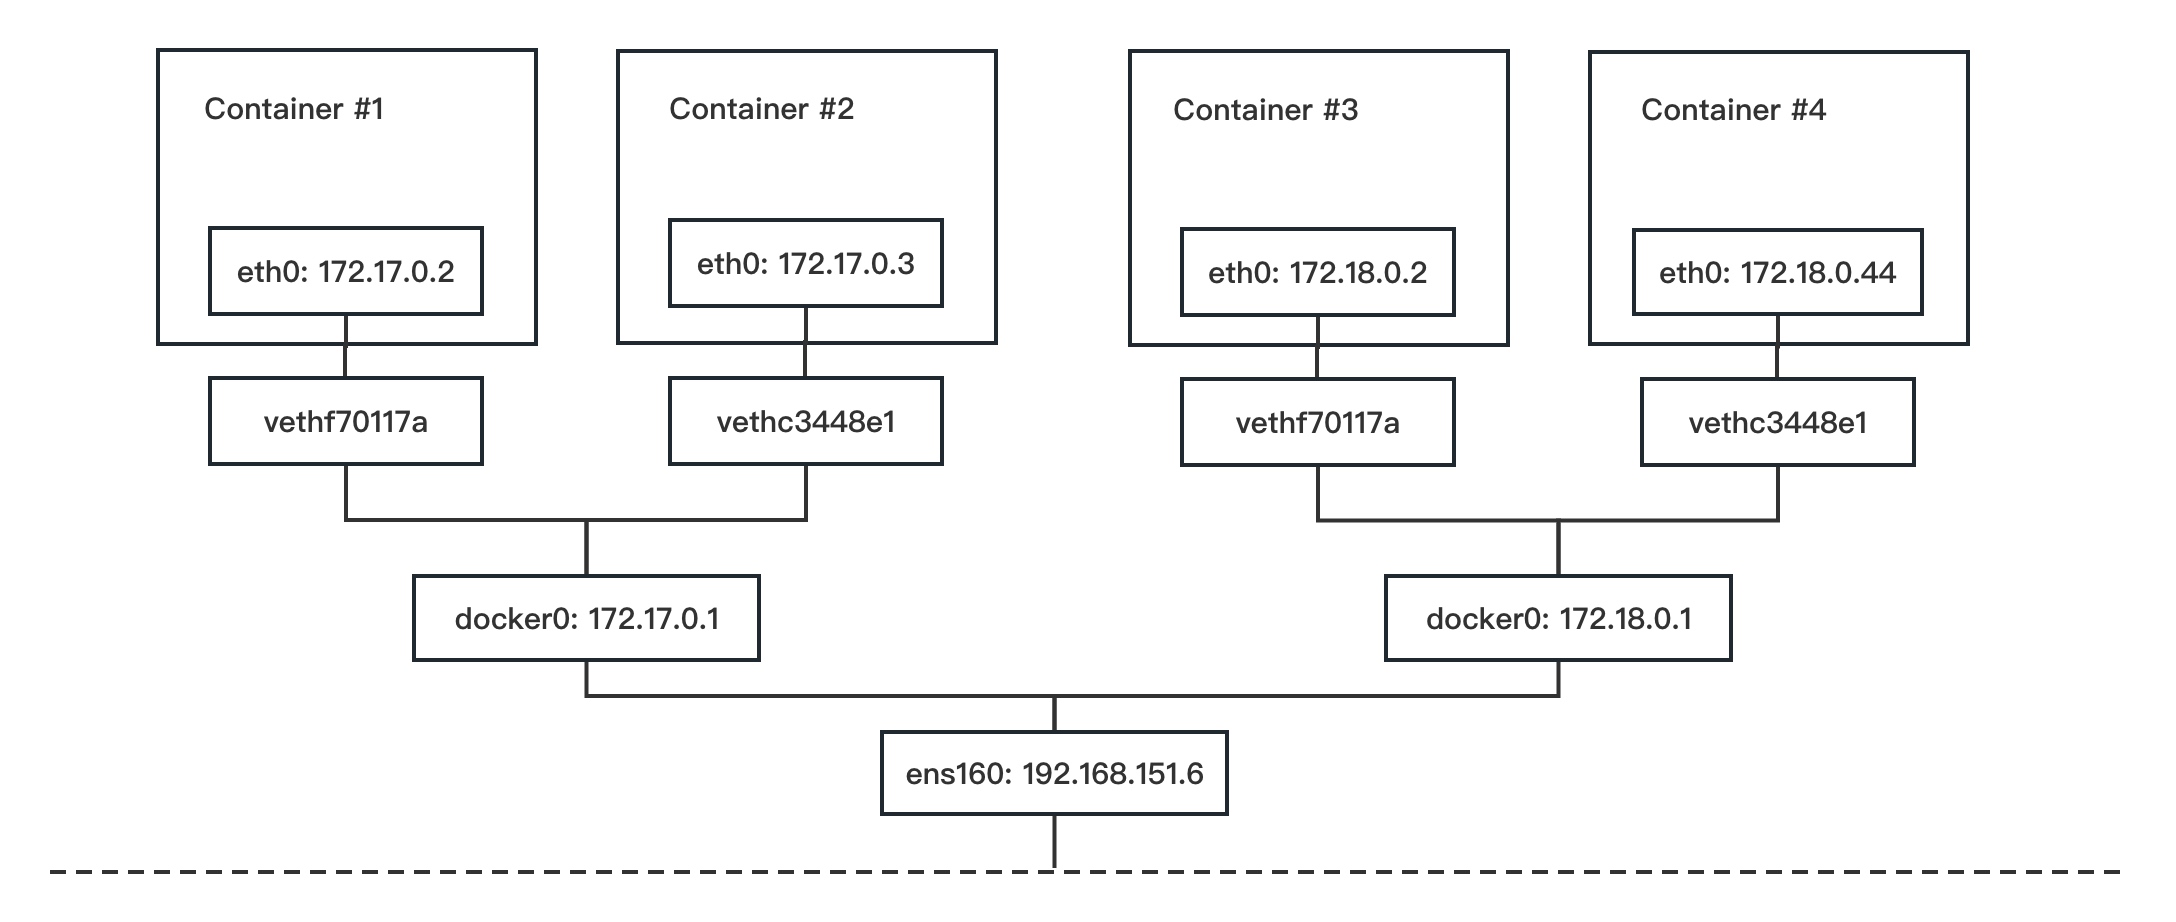 Container #1
Container #2
Container #3
Container #4
eth0: 172.17.0.2
eth0: 172.17.0.3
eth0: 172.18.0.2
eth0: 172.18.0.44
vethf70117a
vethc3448e1
vethf70117a
vethc3448e1
docker0: 172.17.0.1
docker0: 172.18.0.1
ens160: 192.168.151.6